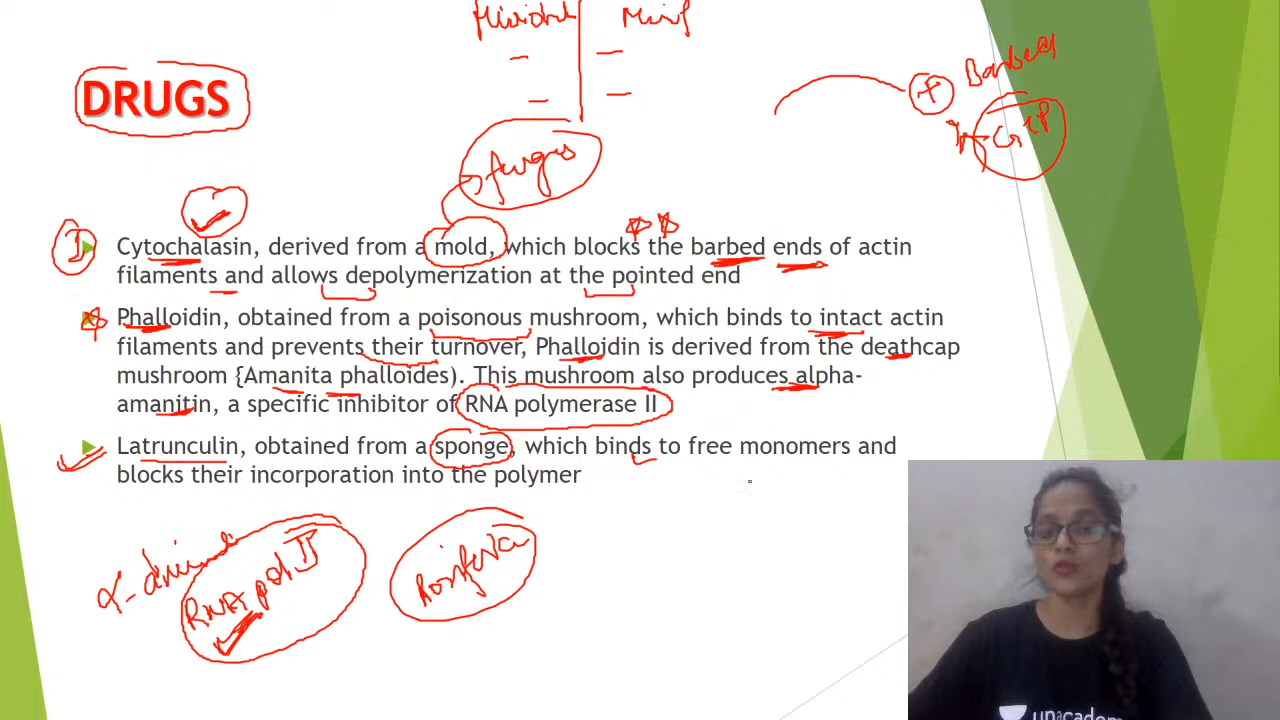 DRUGS
Barbed
fungus
Cytochalasin, derived from a mold, which blocks the barbed ends of actin
filaments and allows depolymerization at the pointed end
Phalloidin, obtained from a poisonous mushroom, which binds to intact actin
filaments and prevents their turnover, Phalloidin is derived from the deathcap
mushroom {Amanita phalloides). This mushroom also produces alpha-
amanitin, a specific inhibitor of RNA polymerase II
Latrunculin, obtained from a sponge, which binds to free monomers and
blocks their incorporation into the polymer
RNA pol II
Porifera
unacadem